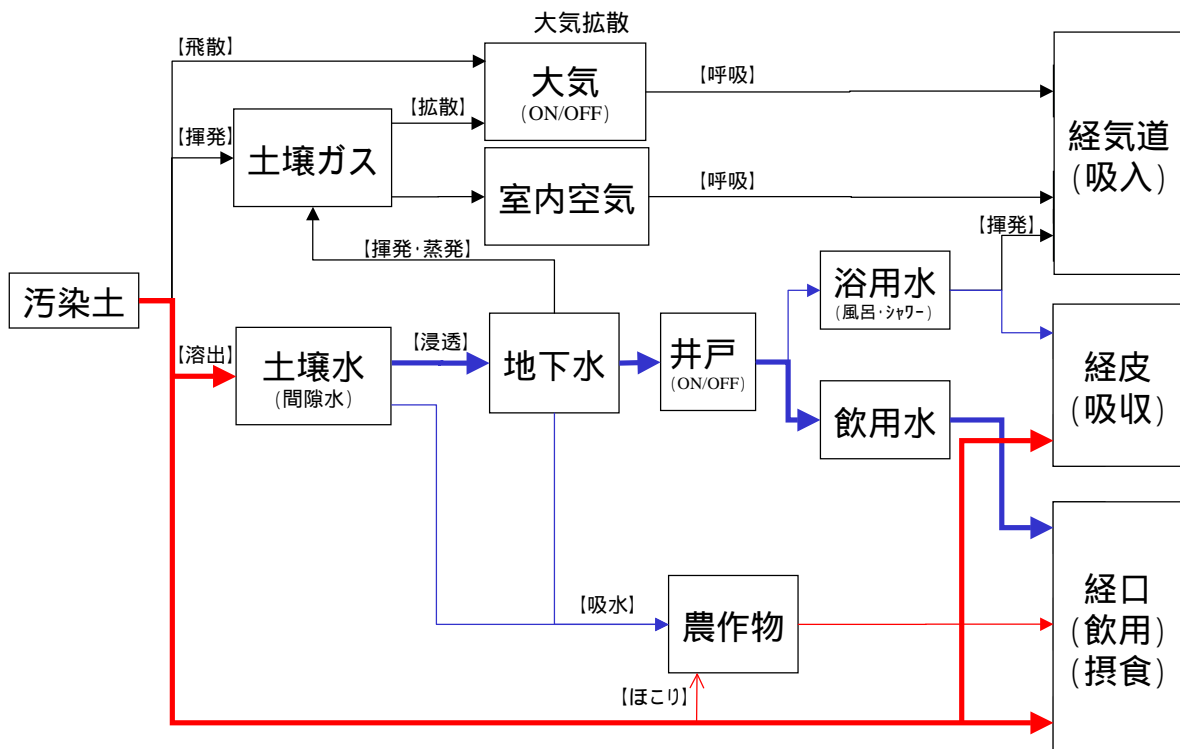 大気拡散
【飛散】
大気
(ON/OFF)
【呼吸】
【拡散】
【揮発】
土壌ガス
経気道
(吸入)
室内空気
【呼吸】
【揮発・蒸発】
【揮発】
汚染土
浴用水
(風呂・シャワー)
【溶出】
土壌水
(間隙水)
【浸透】
地下水
井戸
(ON/OFF)
経皮
(吸収)
飲用水
【吸水】
農作物
経口
(飲用)
(摂食)
【ほこり】